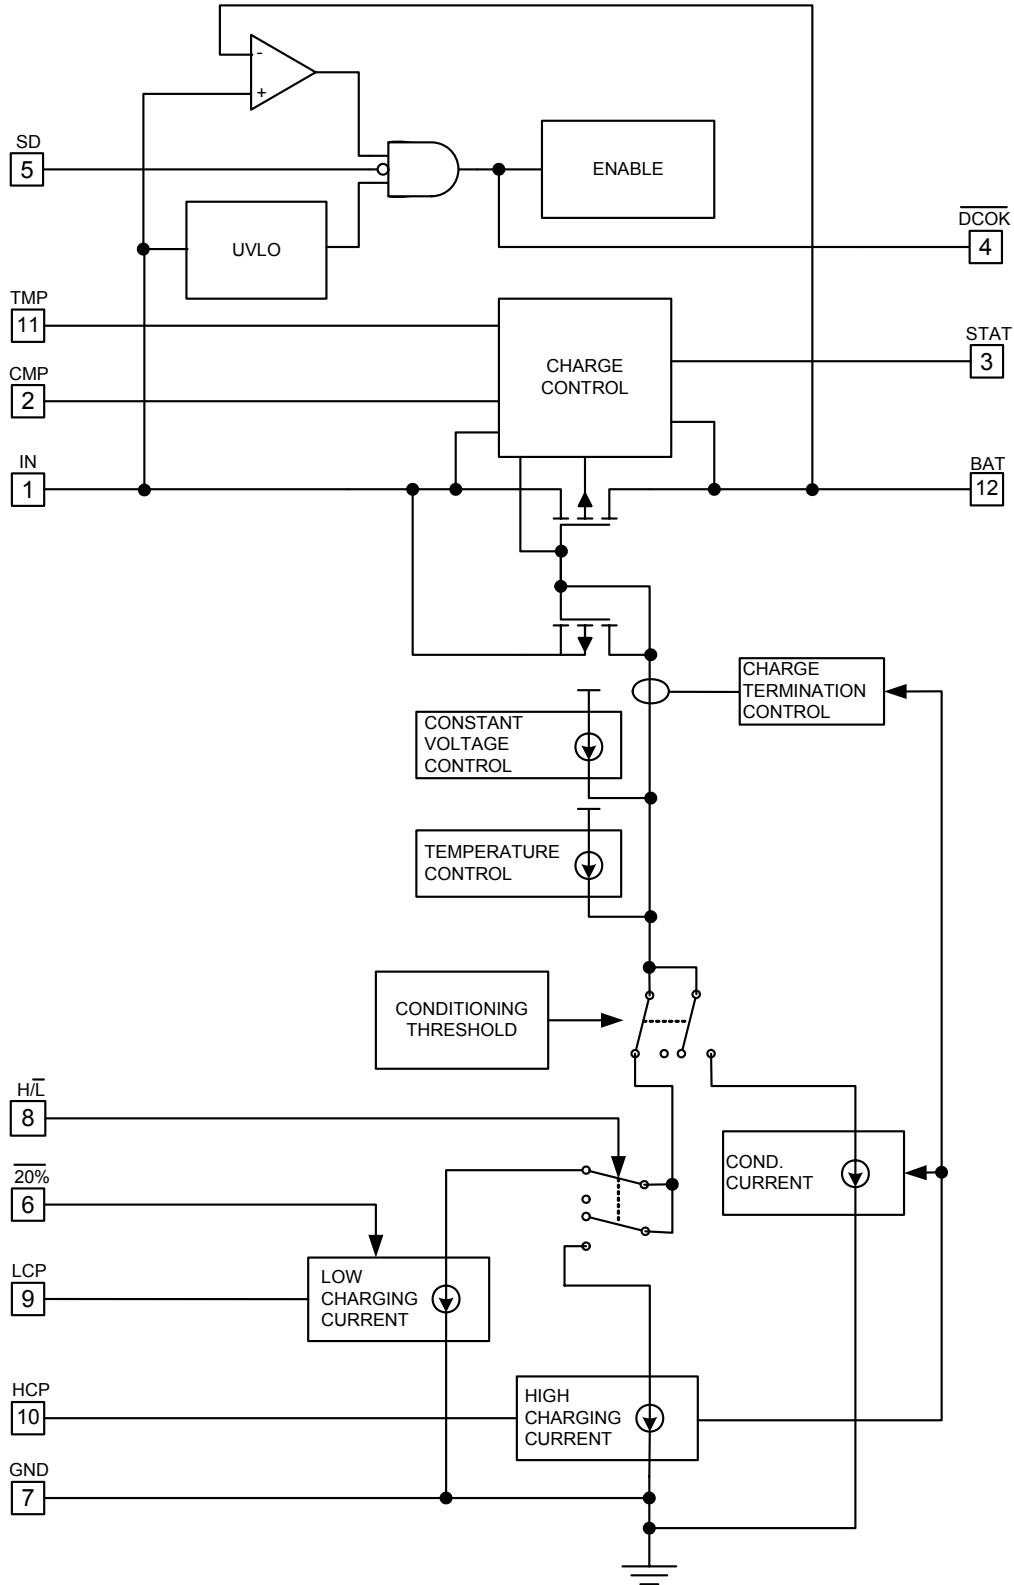 -
+
SD
5
ENABLE
DCOK
4
UVLO
TMP
11
CHARGE
CONTROL
STAT
3
CMP
2
IN
1
BAT
12
CHARGE
TERMINATION
CONTROL
CONSTANT
VOLTAGE
CONTROL
TEMPERATURE
CONTROL
CONDITIONING
THRESHOLD
H/L̅
8
COND.
CURRENT
20%
6
LOW
CHARGING
CURRENT
LCP
9
HCP
10
HIGH
CHARGING
CURRENT
GND
7